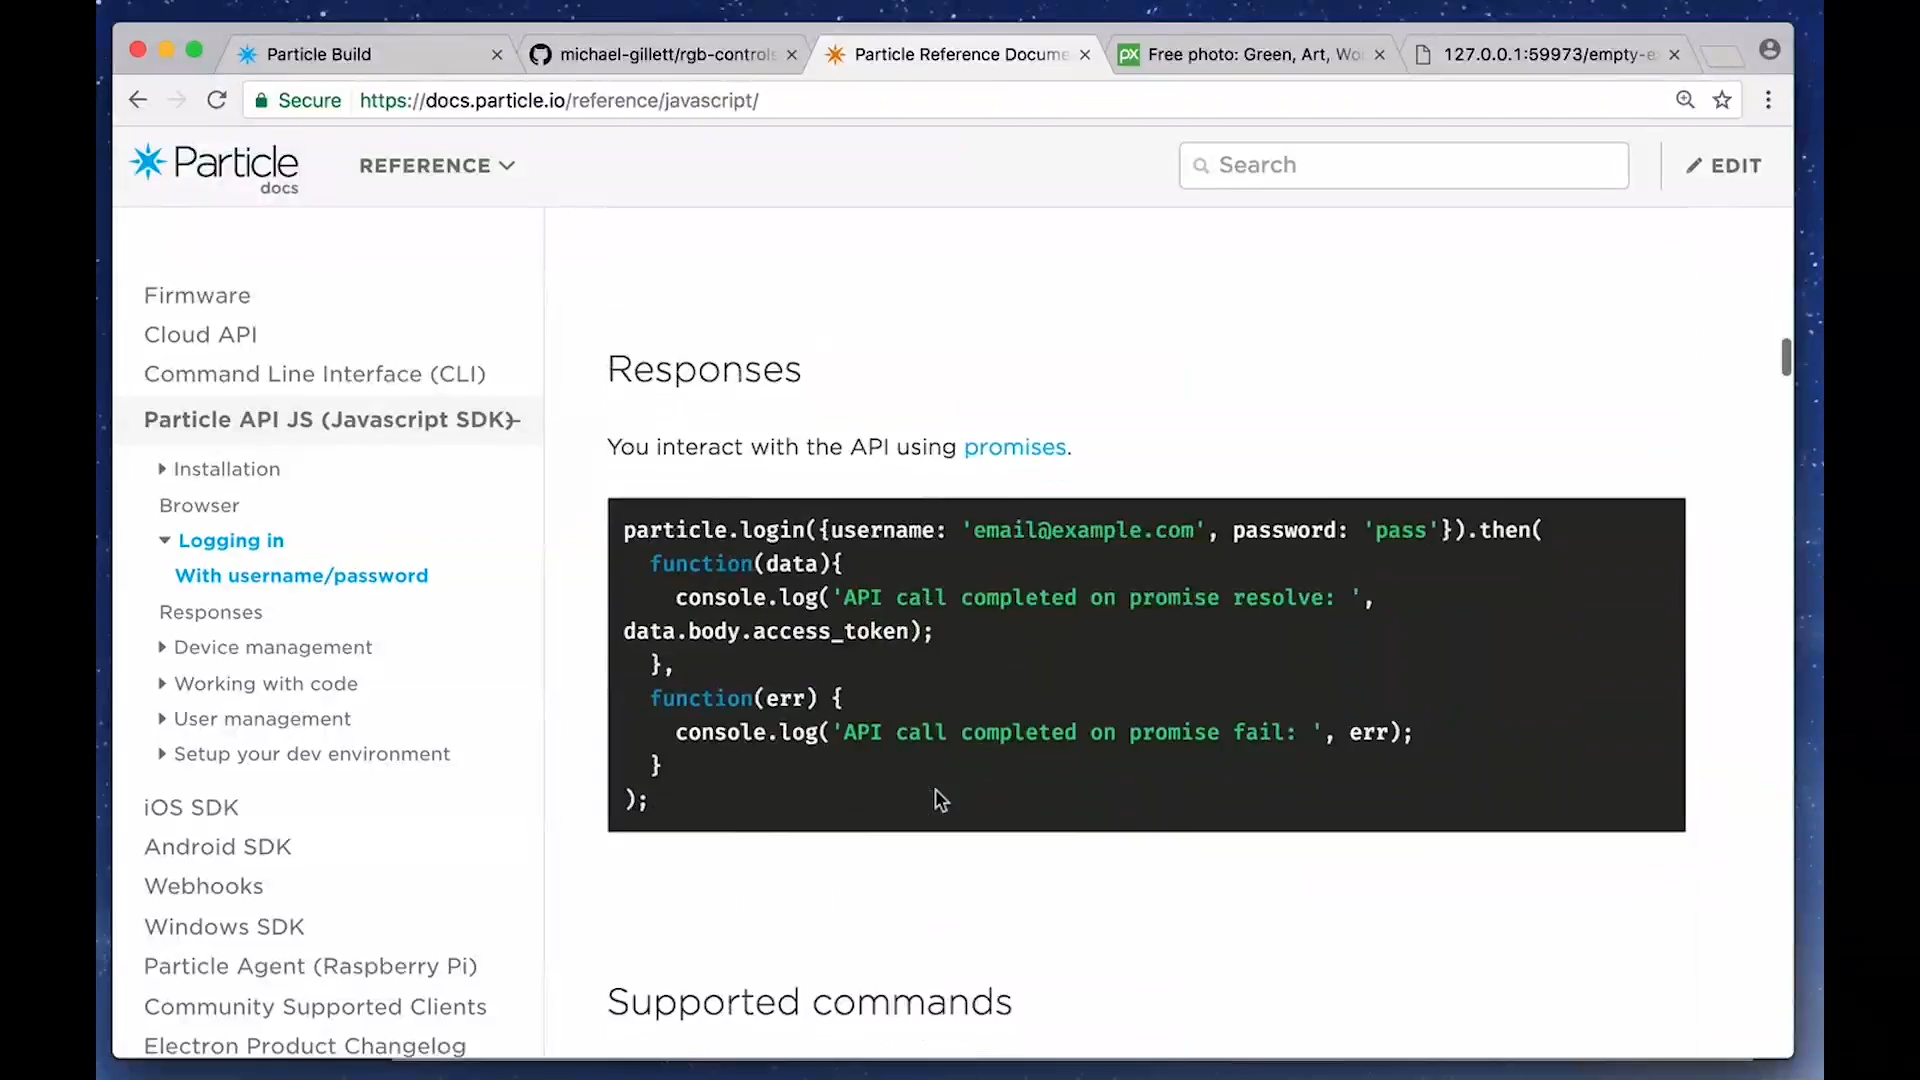 Particle Build
michael-gillett/rgb-controls
Particle Reference Docume
Free photo: Green, Art, Wo
127.0.0.1:59973/empty-e
Secure
https://docs.particle.io/reference/javascript/
Particle
docs
REFERENCE
Search
EDIT
Firmware
Cloud API
Command Line Interface (CLI)
Particle API JS (Javascript SDK)
Installation
Browser
Logging in
With username/password
Responses
Device management
Working with code
User management
Setup your dev environment
iOS SDK
Android SDK
Webhooks
Windows SDK
Particle Agent (Raspberry Pi)
Community Supported Clients
Electron Product Changelog
Responses
You interact with the API using promises.
particle.login({username: 'email@example.com', password: 'pass'}).then(
function(data){
console.log('API call completed on promise resolve: ',
data.body.access_token);
},
function(err) {
console.log('API call completed on promise fail: ', err);
}
);
Supported commands